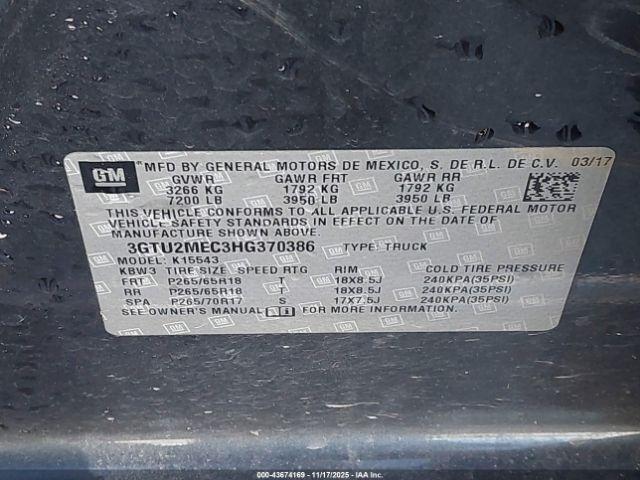 GM
MFD BY GENERAL MOTORS DE MEXICO, S. DE R.L. DE C.V. 03/17
GVWR GAWR FRT GAWR RR
3266 KG 1792 KG 1792 KG
7200 LB 3950 LB 3950 LB
THIS VEHICLE CONFORMS TO ALL APPLICABLE U.S. FEDERAL MOTOR
VEHICLE SAFETY STANDARDS IN EFFECT ON THE DATE OF
MANUFACTURE SHOWN ABOVE.
3GTU2MEC3HG370386 TYPE: TRUCK
MODEL: K15543
KBW3 TIRE SIZE SPEED RTG RIM COLD TIRE PRESSURE
FRT P265/65R18 T 18X8.5J 240KPA(35PSI)
RR P265/65R18 T 18X8.5J 240KPA(35PSI)
SPA P265/70R17 S 17X7.5J 240KPA(35PSI)
SEE OWNER'S MANUAL FOR MORE INFORMATION.
000-43674169 - 11/17/2025 - IAAI.COM